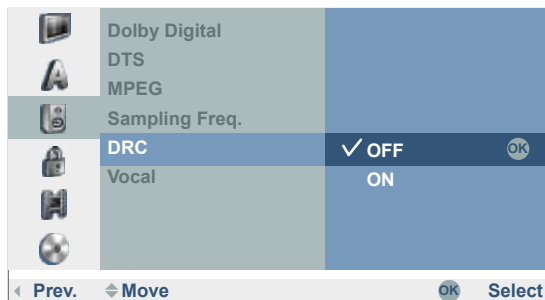 Dolby Digital
DTS
MPEG
Sampling Freq.
DRC
OFF
OK
Vocal
ON
Prev.
Move
OK
Select